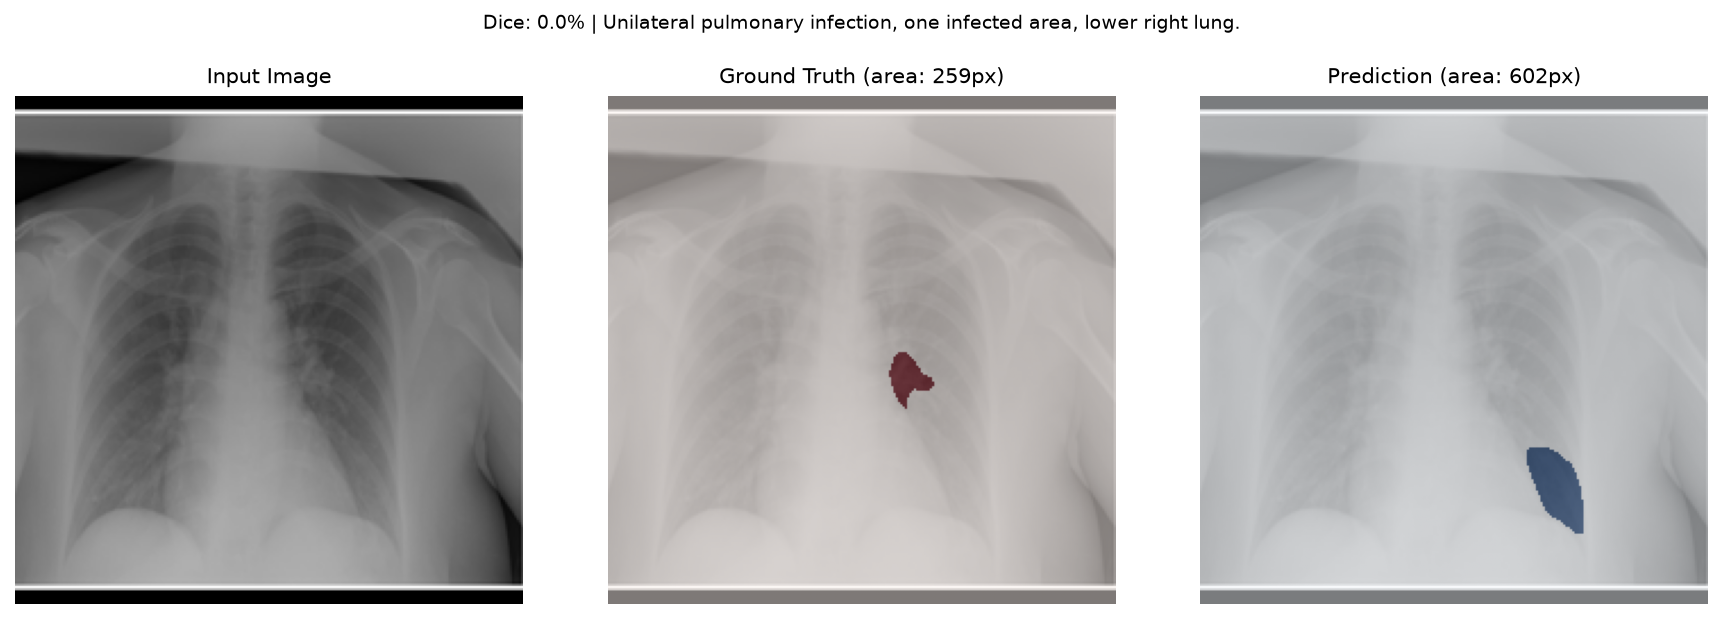 Dice: 0.0% | Unilateral pulmonary infection, one infected area, lower right lung.
Input Image
Ground Truth (area: 259px)
Prediction (area: 602px)